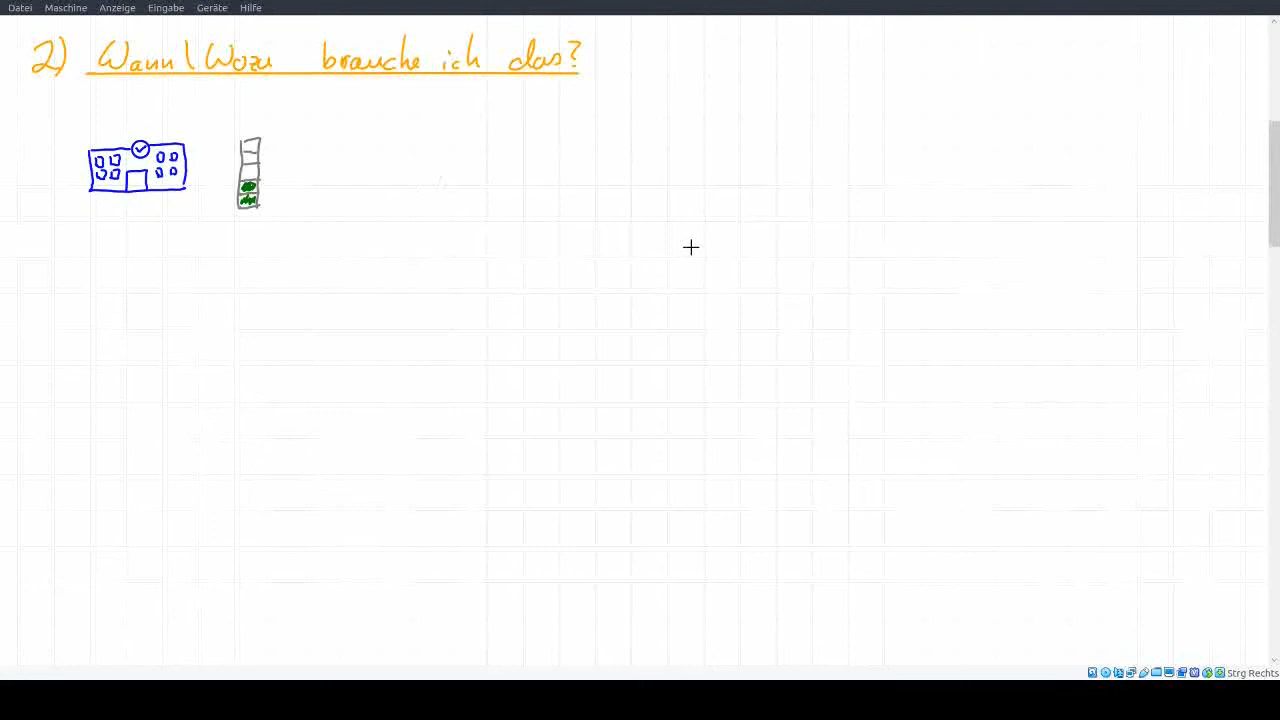 Datei Maschine Anzeige Eingabe Geräte Hilfe
2) Wann\Wozu brauche ich das?
Strg Rechts